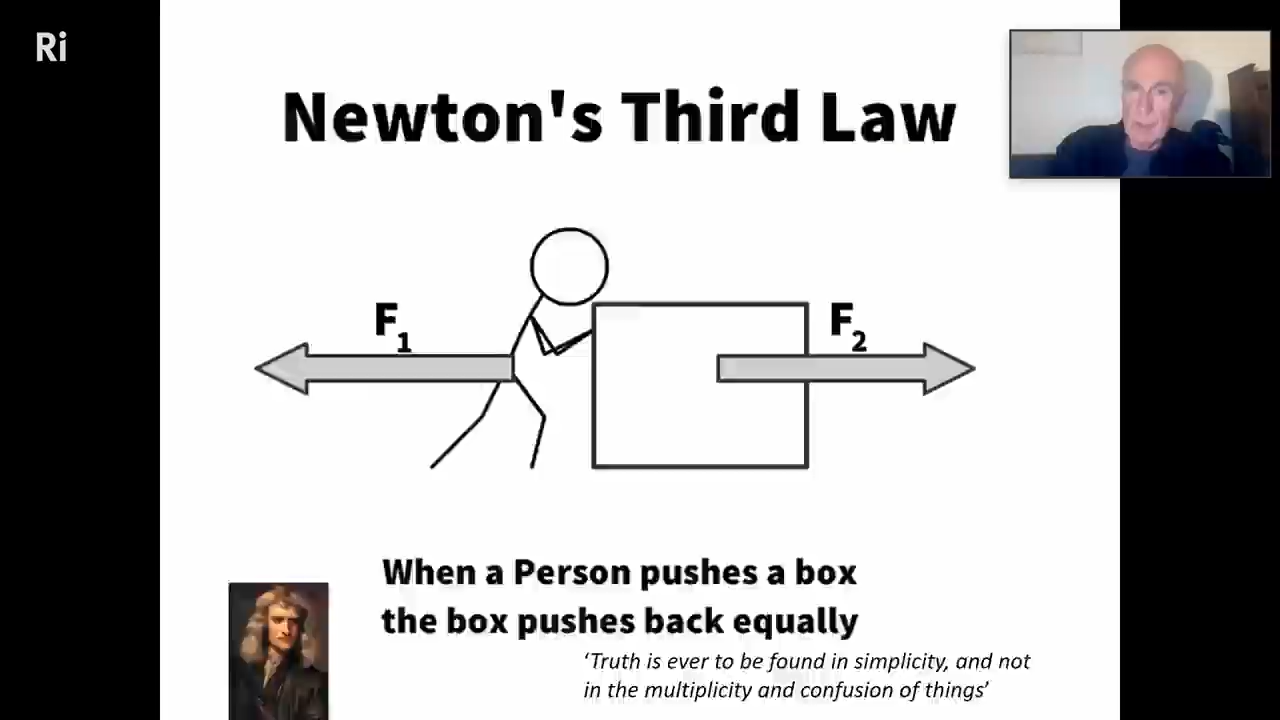 Ri
Newton's Third Law
F1
F2
When a Person pushes a box
the box pushes back equally
‘Truth is ever to be found in simplicity, and not
in the multiplicity and confusion of things’